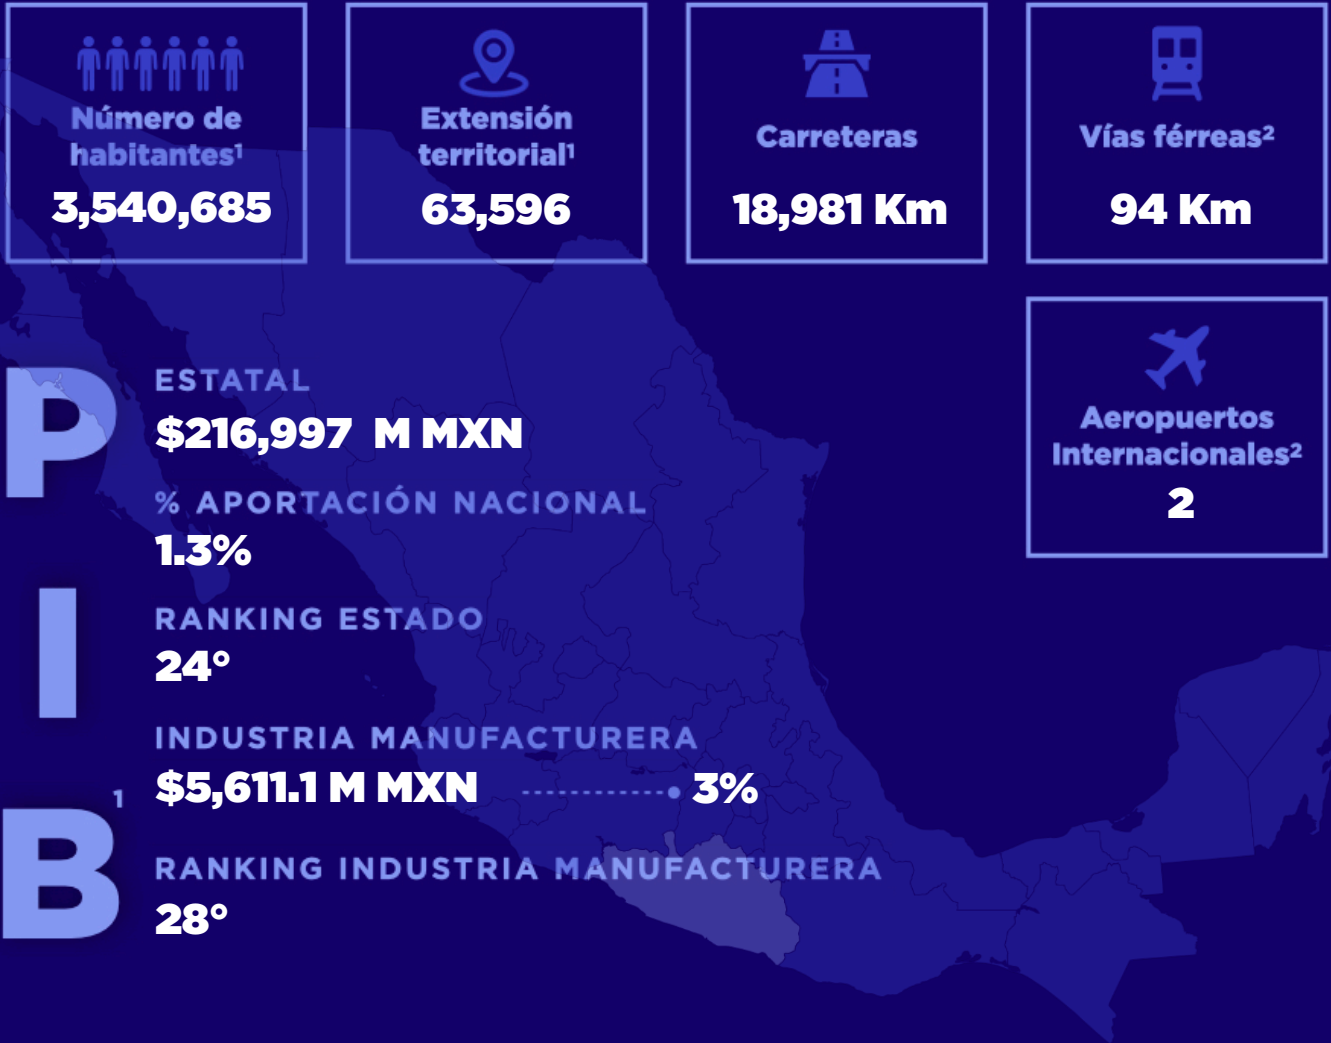 Número de
habitantes¹
3,540,685
Extensión
territorial¹
63,596
Carreteras
18,981 Km
Vías férreas²
94 Km
Aeropuertos
Internacionales²
2
P
I
B¹
ESTATAL
$216,997 M MXN
% APORTACIÓN NACIONAL
1.3%
RANKING ESTADO
24°
INDUSTRIA MANUFACTURERA
$5,611.1 M MXN 3%
RANKING INDUSTRIA MANUFACTURERA
28°